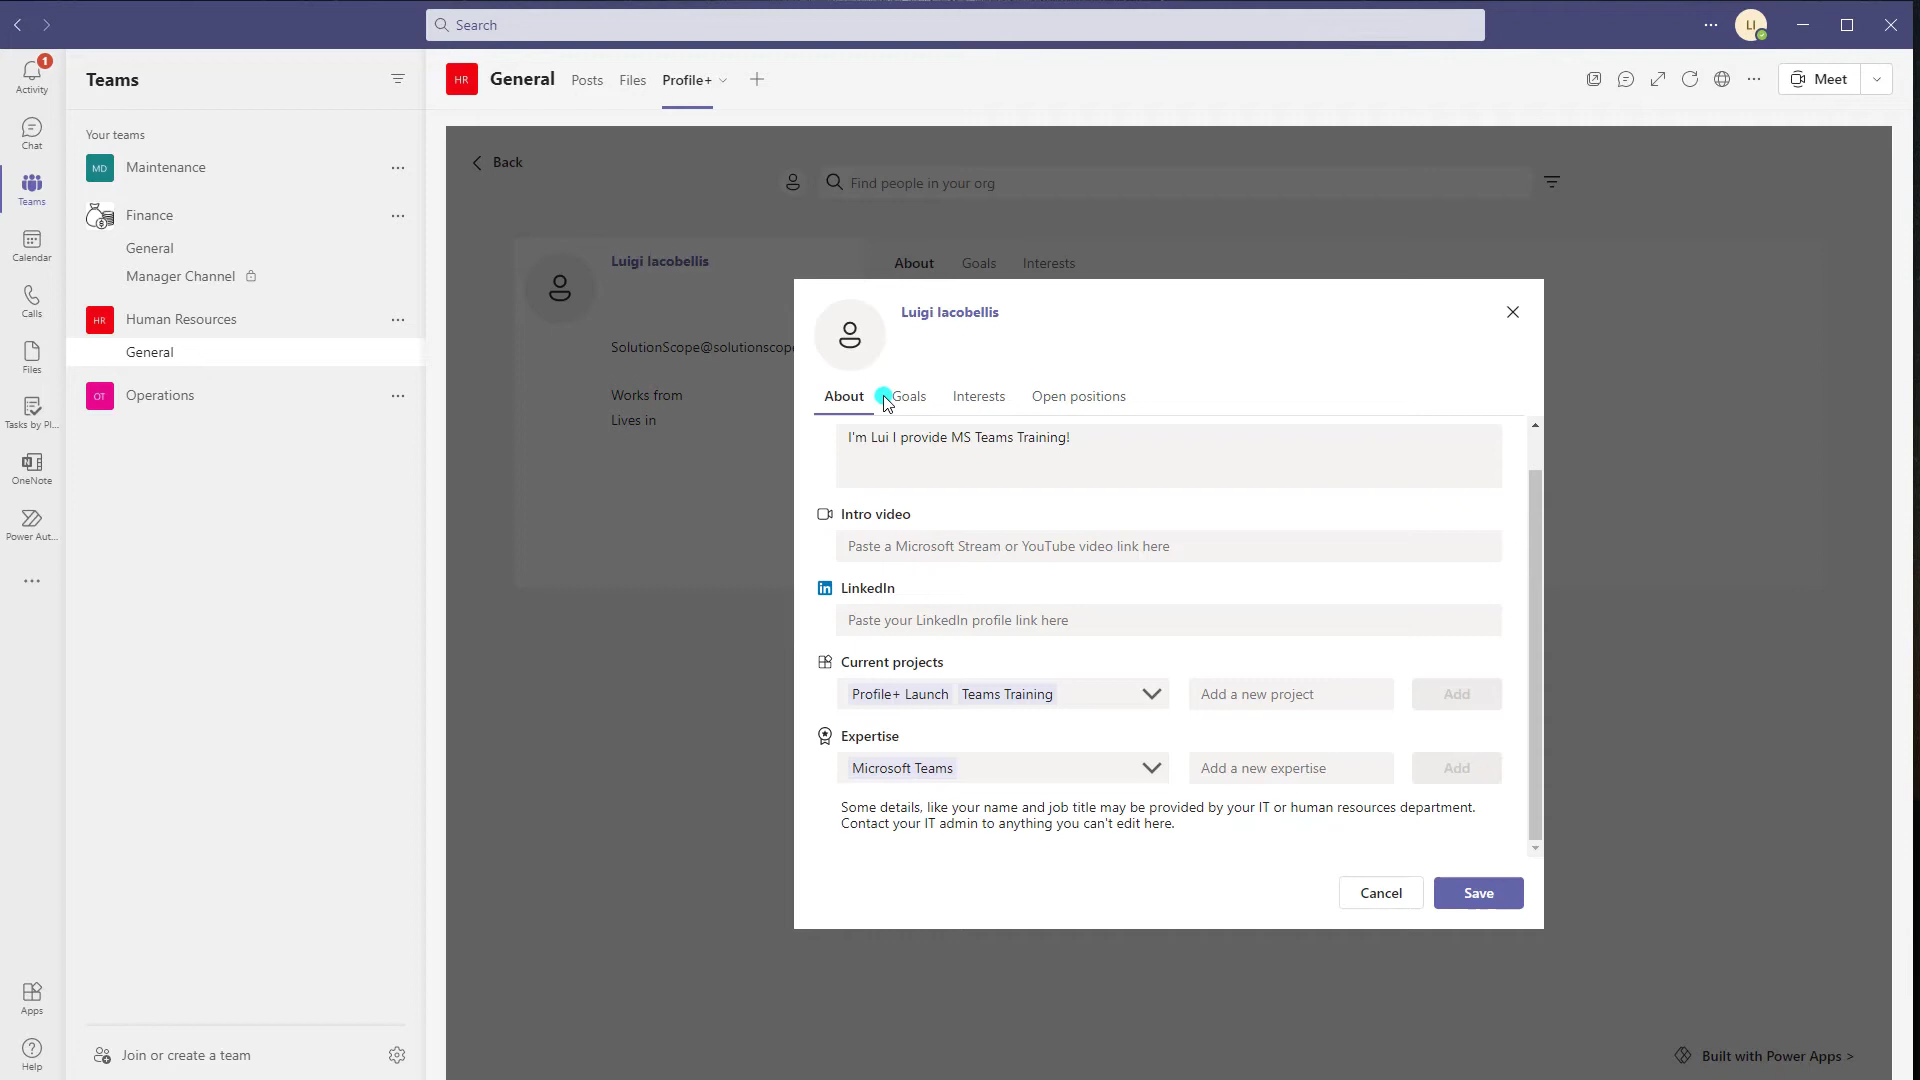 Search
LI
1
Activity
Chat
Teams
Calendar
Calls
Files
Tasks by Pl...
OneNote
Power Aut...
Apps
Help
Teams
Your teams
MD Maintenance
Finance
General
Manager Channel
HR Human Resources
General
OT Operations
Join or create a team
HR General Posts Files Profile+
Meet
Back
Find people in your org
Luigi Iacobellis
About Goals Interests
SolutionScope@solutionscope
Works from
Lives in
Luigi Iacobellis
About Goals Interests Open positions
I'm Lui I provide MS Teams Training!
Intro video
Paste a Microsoft Stream or YouTube video link here
in LinkedIn
Paste your LinkedIn profile link here
Current projects
Profile+ Launch Teams Training Add a new project Add
Expertise
Microsoft Teams Add a new expertise Add
Some details, like your name and job title may be provided by your IT or human resources department.
Contact your IT admin to anything you can't edit here.
Cancel Save
Built with Power Apps >